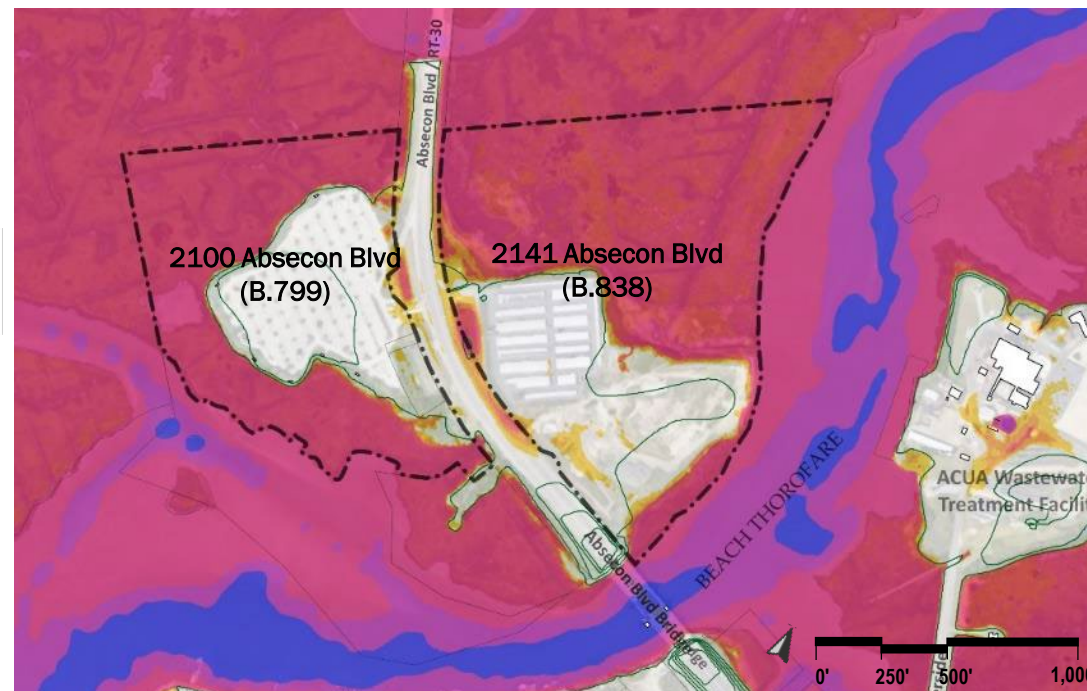 Absecon Blvd / RT-30
2100 Absecon Blvd
(B.799)
2141 Absecon Blvd
(B.838)
ACUA Wastewat
Treatment Facili
BEACH THOROFARE
Absecon Blvd Bridge
0'
250'
500'
1,00